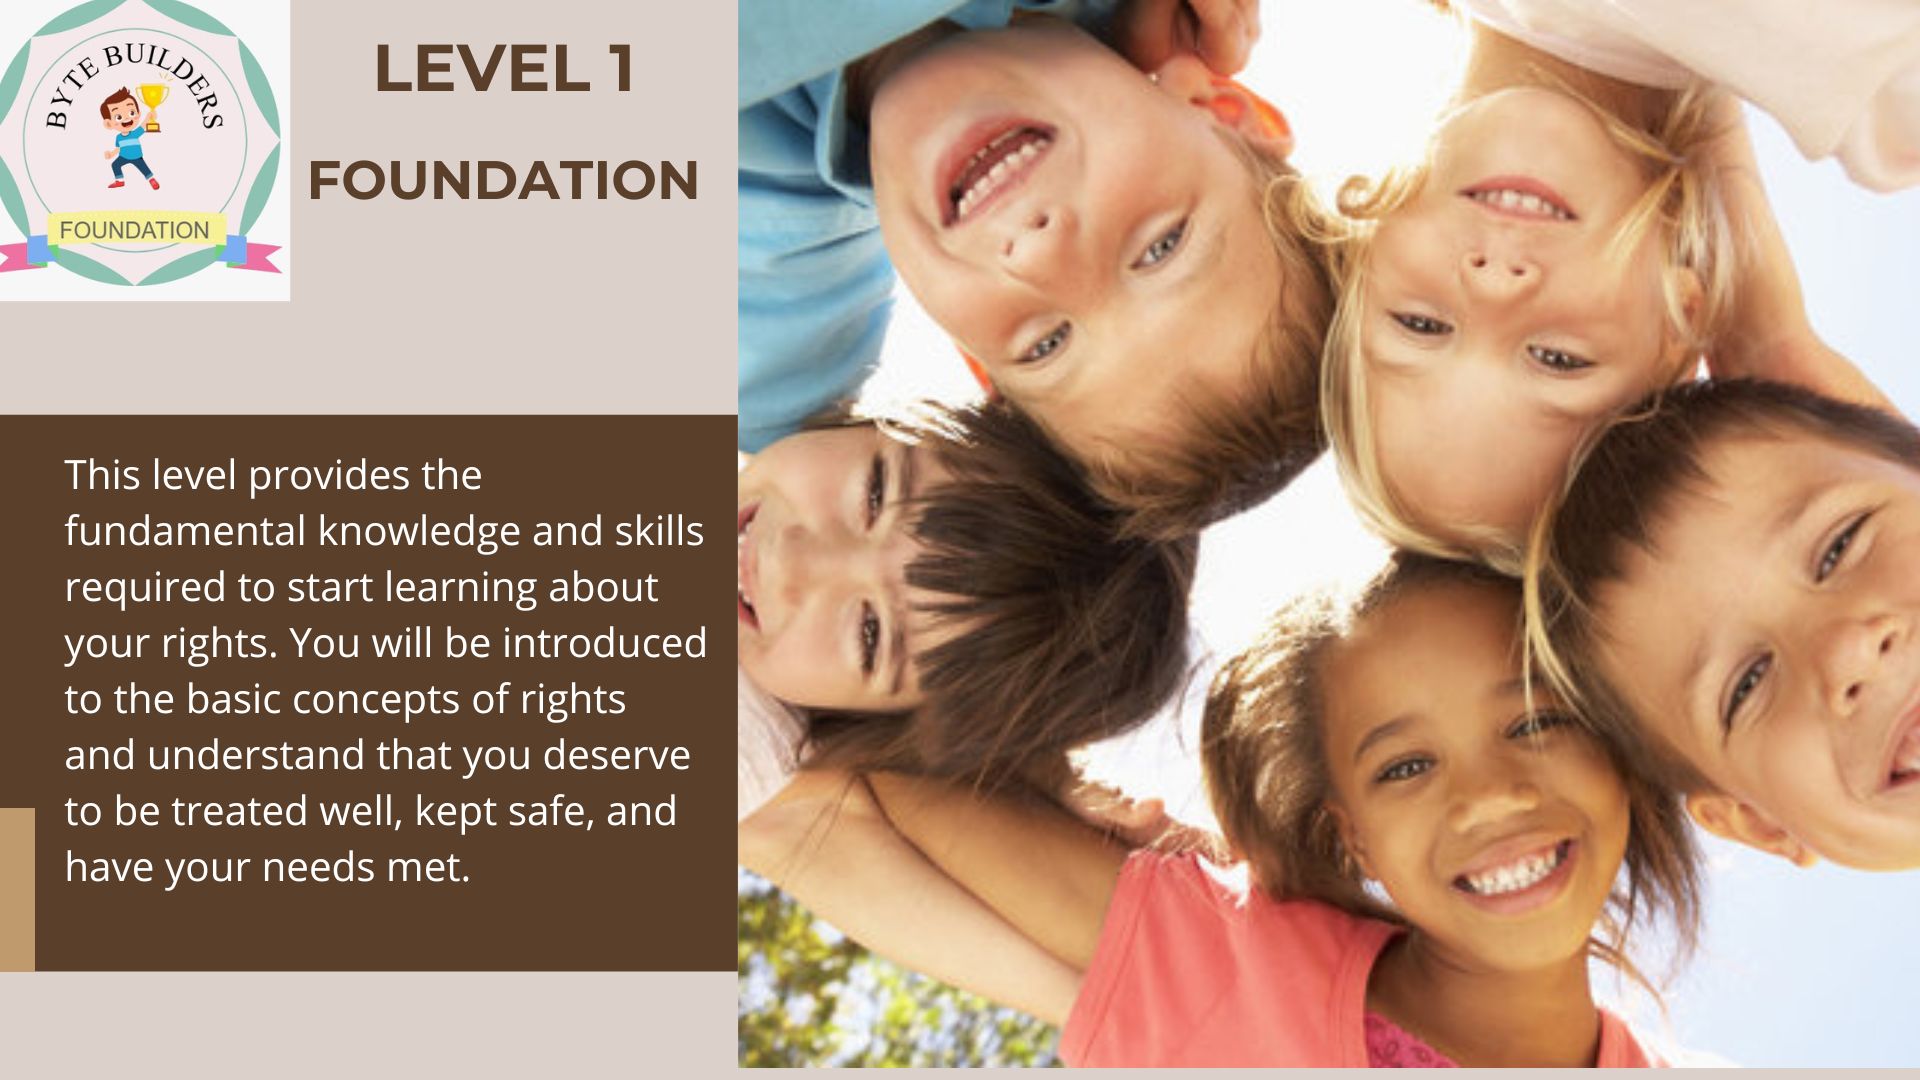 BYTE BUILDERS
FOUNDATION
LEVEL 1
FOUNDATION
This level provides the
fundamental knowledge and skills
required to start learning about
your rights. You will be introduced
to the basic concepts of rights
and understand that you deserve
to be treated well, kept safe, and
have your needs met.